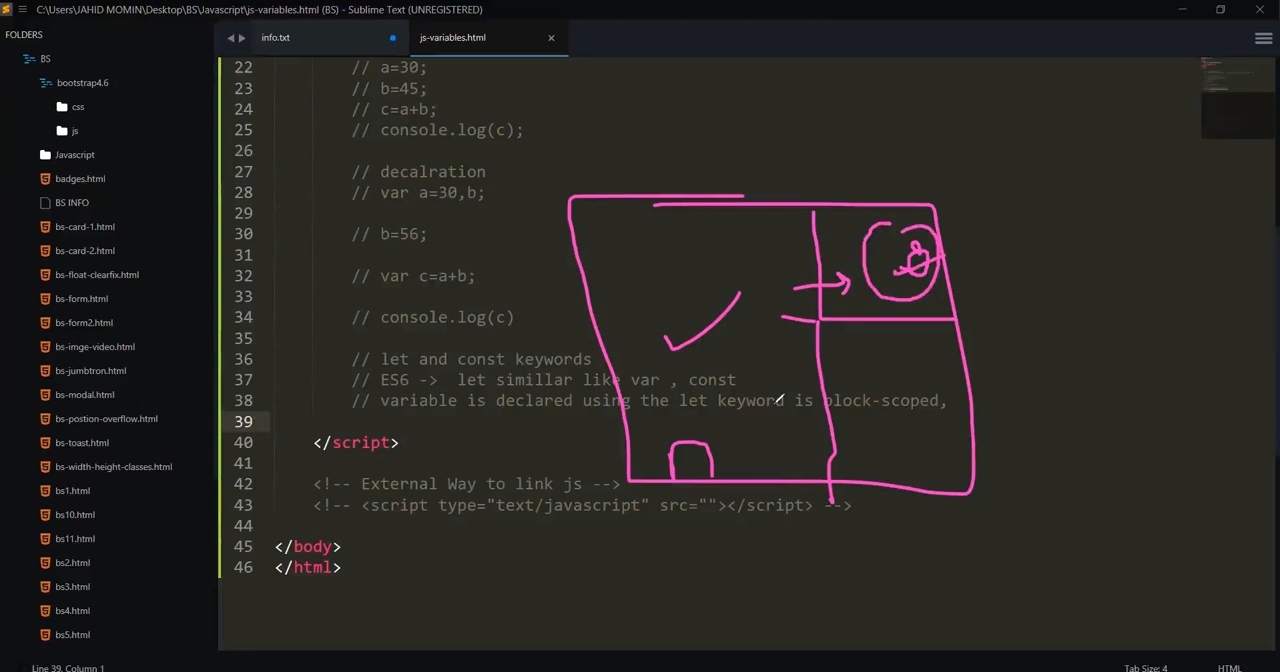 C:\Users\JAHID MOMIN\Desktop\BS\Javascript\js-variables.html (BS) - Sublime Text (UNREGISTERED)
FOLDERS
BS
bootstrap4.6
css
js
Javascript
badges.html
BS INFO
bs-card-1.html
bs-card-2.html
bs-float-clearfix.html
bs-form.html
bs-form2.html
bs-imge-video.html
bs-jumbtron.html
bs-modal.html
bs-postion-overflow.html
bs-toast.html
bs-width-height-classes.html
bs1.html
bs10.html
bs11.html
bs2.html
bs3.html
bs4.html
bs5.html
info.txt
js-variables.html
22 // a=30;
23 // b=45;
24 // c=a+b;
25 // console.log(c);
26
27 // decalration
28 // var a=30,b;
29
30 // b=56;
31
32 // var c=a+b;
33
34 // console.log(c)
35
36 // let and const keywords
37 // ES6 -> let simillar like var , const
38 // variable is declared using the let keyword is block-scoped,
39
40 </script>
41
42 <!-- External Way to link js -->
43 <!-- <script type="text/javascript" src=""></script> -->
44
45 </body>
46 </html>
Line 39, Column 1
Tab Size: 4
HTML